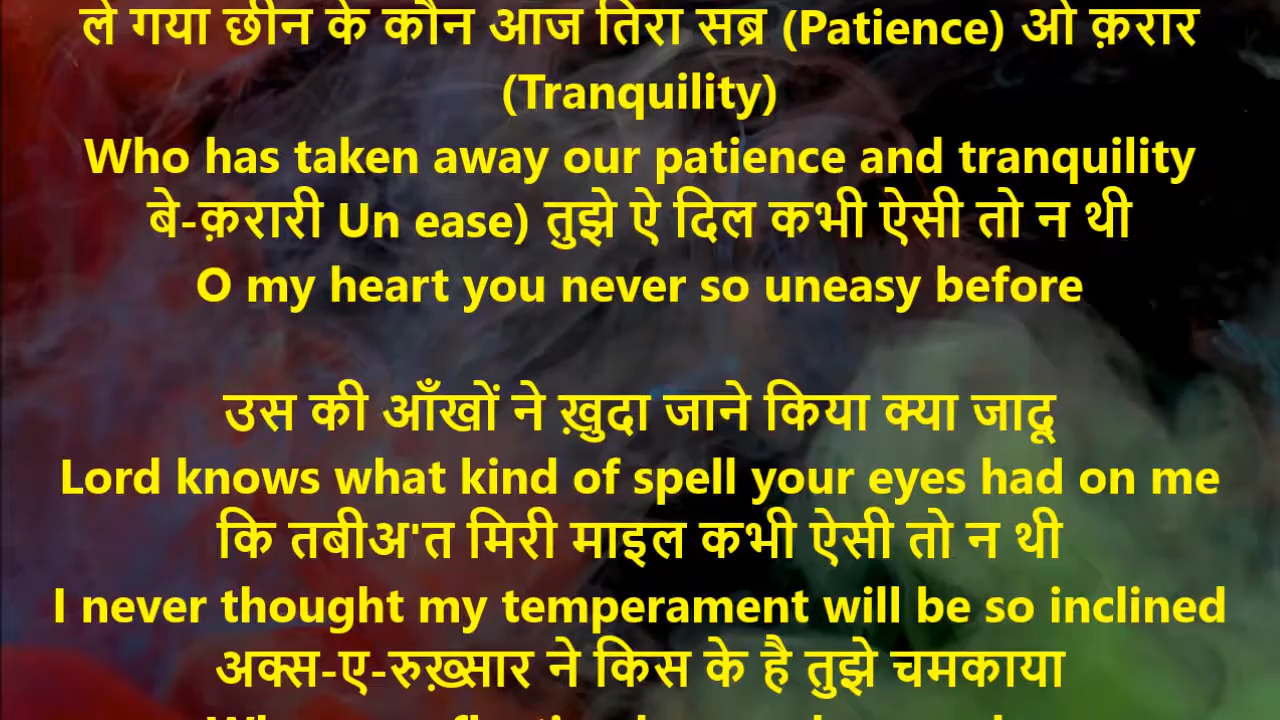 ले गया छीन के कौन आज तिरा सब्र (Patience) ओ क़रार
(Tranquility)
Who has taken away our patience and tranquility
बे-क़रारी Un ease) तुझे ऐ दिल कभी ऐसी तो न थी
O my heart you never so uneasy before
उस की आँखों ने ख़ुदा जाने किया क्या जादू
Lord knows what kind of spell your eyes had on me
कि तबीअ'त मिरी माइल कभी ऐसी तो न थी
I never thought my temperament will be so inclined
अक्स-ए-रुख़्सार ने किस के है तुझे चमकाया